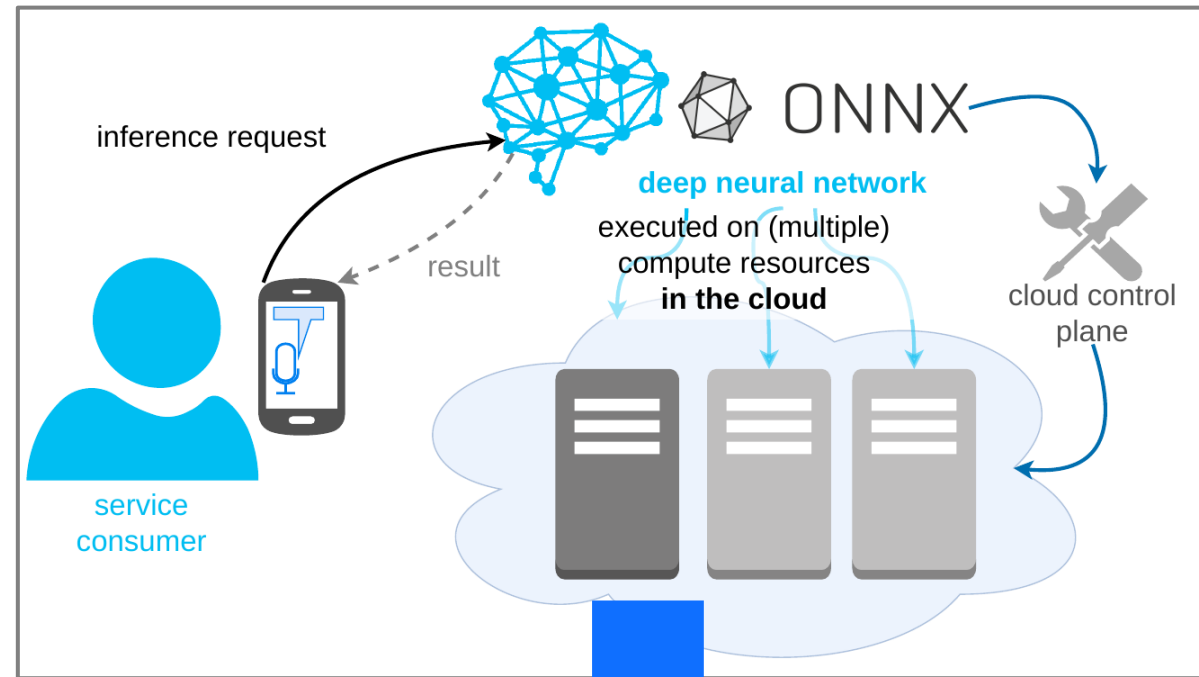 inference request
ONNX
deep neural network
executed on (multiple)
compute resources
in the cloud
result
cloud control
plane
service
consumer